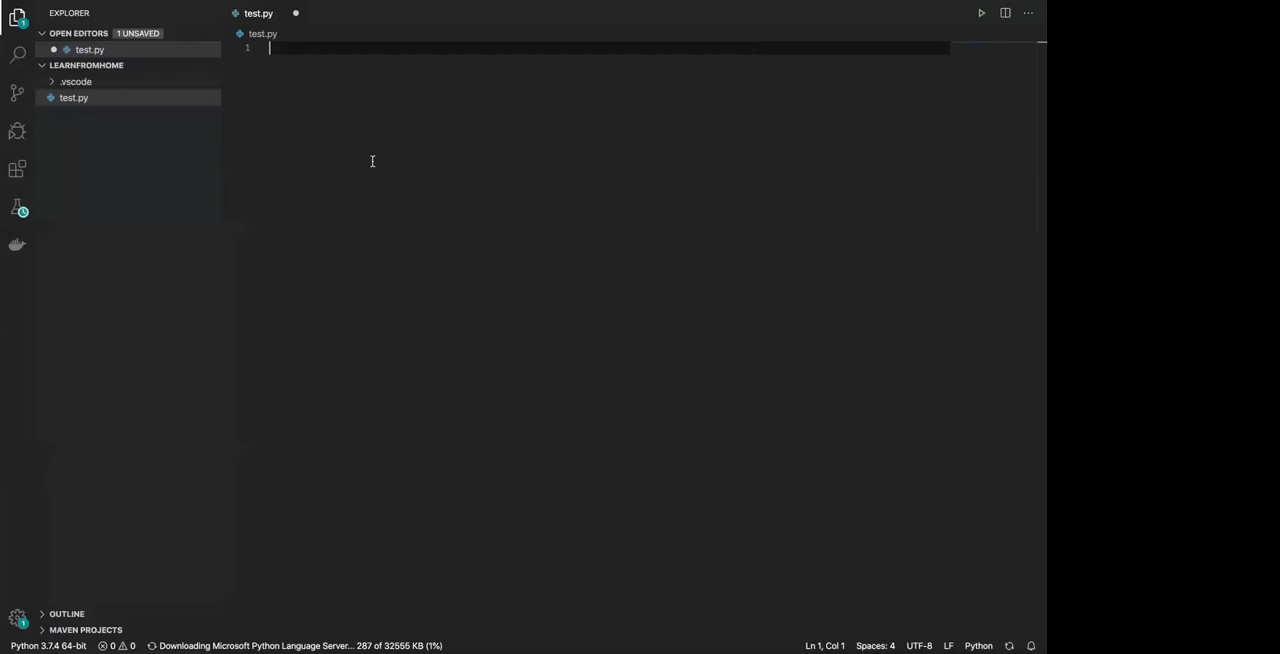 EXPLORER
OPEN EDITORS 1 UNSAVED
test.py
LEARNFROMHOME
.vscode
test.py
OUTLINE
MAVEN PROJECTS
test.py
test.py
1
1
1
Python 3.7.4 64-bit 0 0 Downloading Microsoft Python Language Server... 287 of 32555 KB (1%) Ln 1, Col 1 Spaces: 4 UTF-8 LF Python